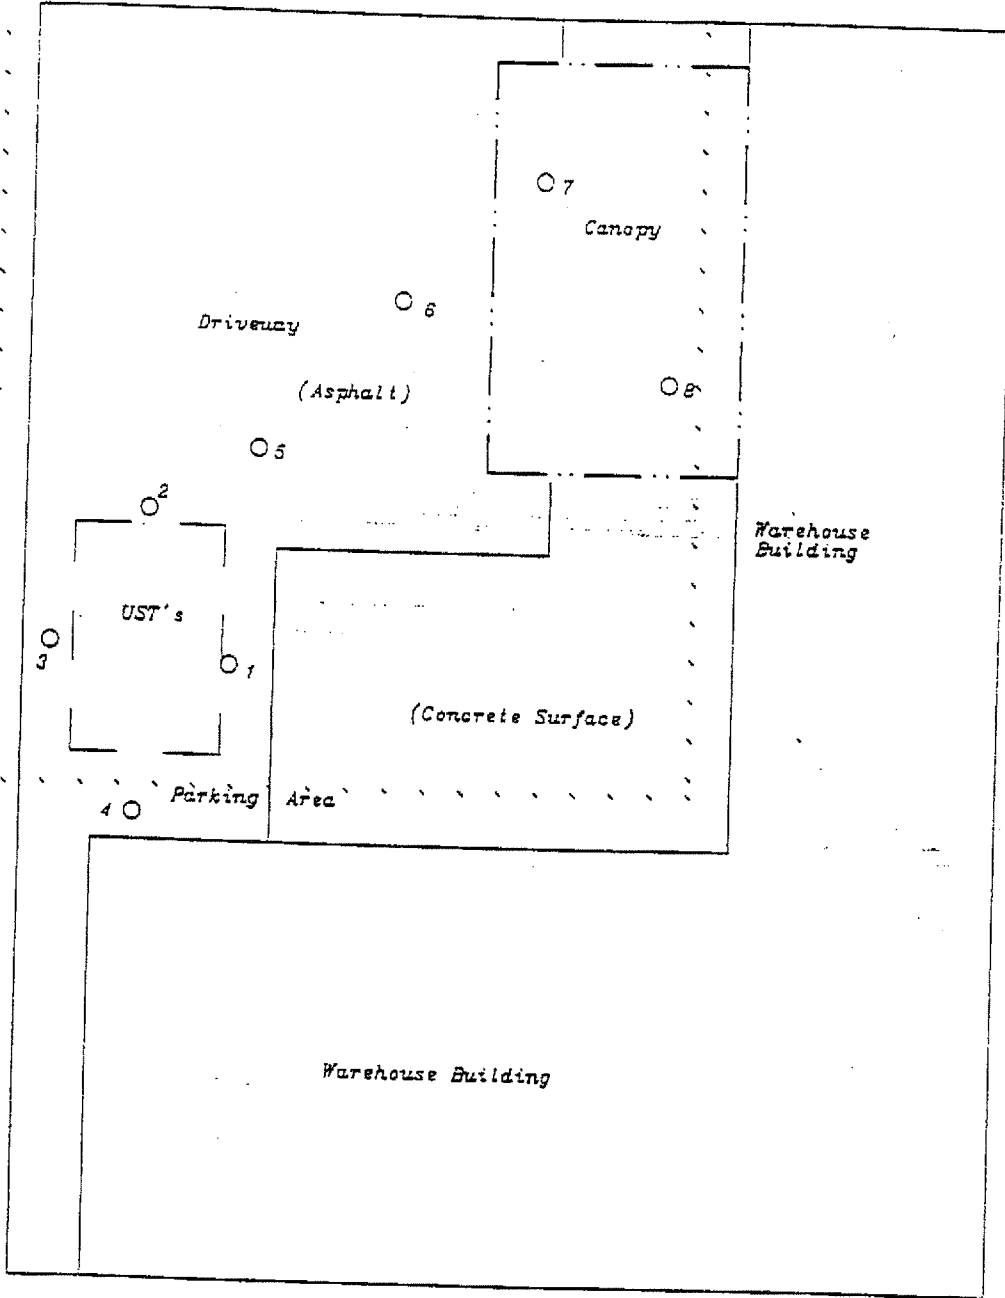 7
Canopy
6
Driveway
(Asphalt)
8
5
2
Warehouse
Building
UST's
3
1
(Concrete Surface)
Parking Area
4
Warehouse Building